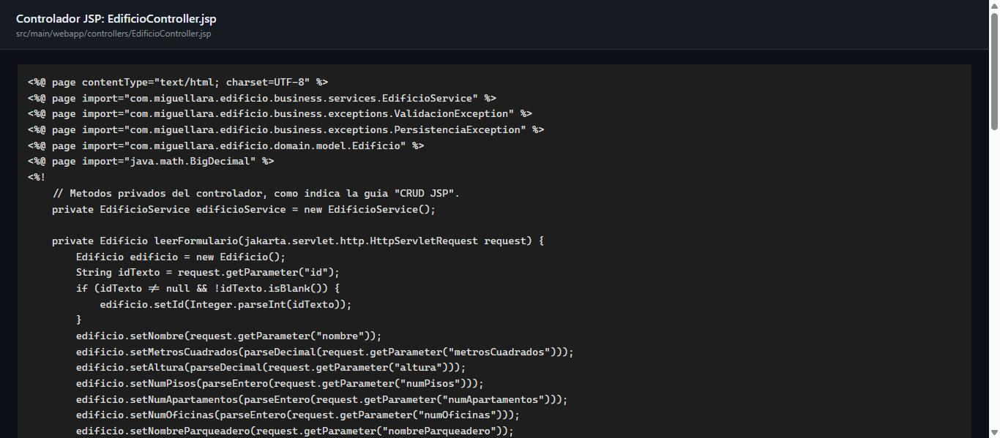 Controlador JSP: EdificioController.jsp
src/main/webapp/controllers/EdificioController.jsp
<%@ page contentType="text/html; charset=UTF-8" %>
<%@ page import="com.miguellara.edificio.business.services.EdificioService" %>
<%@ page import="com.miguellara.edificio.business.exceptions.ValidacionException" %>
<%@ page import="com.miguellara.edificio.business.exceptions.PersistenciaException" %>
<%@ page import="com.miguellara.edificio.domain.model.Edificio" %>
<%@ page import="java.math.BigDecimal" %>
<%!
    // Metodos privados del controlador, como indica la guia "CRUD JSP".
    private EdificioService edificioService = new EdificioService();

    private Edificio leerFormulario(jakarta.servlet.http.HttpServletRequest request) {
        Edificio edificio = new Edificio();
        String idTexto = request.getParameter("id");
        if (idTexto != null && !idTexto.isBlank()) {
            edificio.setId(Integer.parseInt(idTexto));
        }
        edificio.setNombre(request.getParameter("nombre"));
        edificio.setMetrosCuadrados(parseDecimal(request.getParameter("metrosCuadrados")));
        edificio.setAltura(parseDecimal(request.getParameter("altura")));
        edificio.setNumPisos(parseEntero(request.getParameter("numPisos")));
        edificio.setNumApartamentos(parseEntero(request.getParameter("numApartamentos")));
        edificio.setNumOficinas(parseEntero(request.getParameter("numOficinas")));
        edificio.setNombreParqueadero(request.getParameter("nombreParqueadero"));